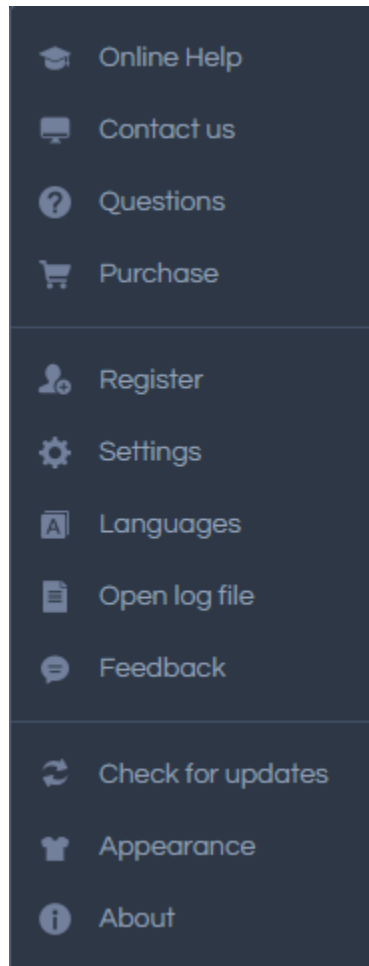 Online Help
Contact us
Questions
Purchase
Register
Settings
Languages
Open log file
Feedback
Check for updates
Appearance
About